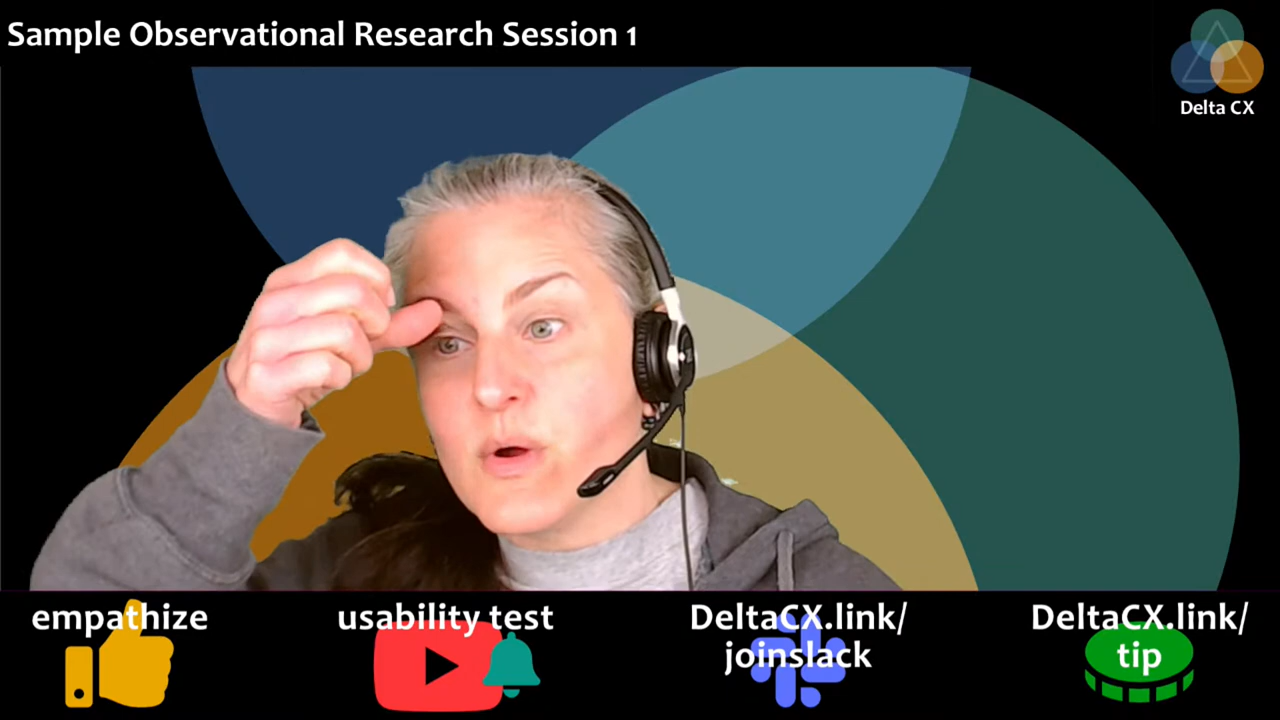 Sample Observational Research Session 1
Delta CX
empathize
usability test
DeltaCX.link/
joinslack
DeltaCX.link/
tip